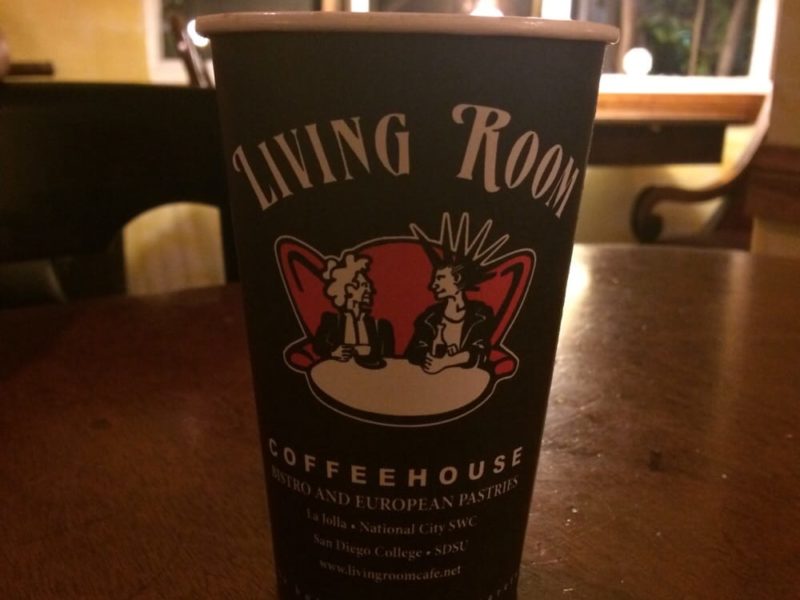 LIVING ROOM
COFFEEHOUSE
BISTRO AND EUROPEAN PASTRIES
La Jolla • National City SWC
San Diego College • SDSU
www.livingroomcafe.net